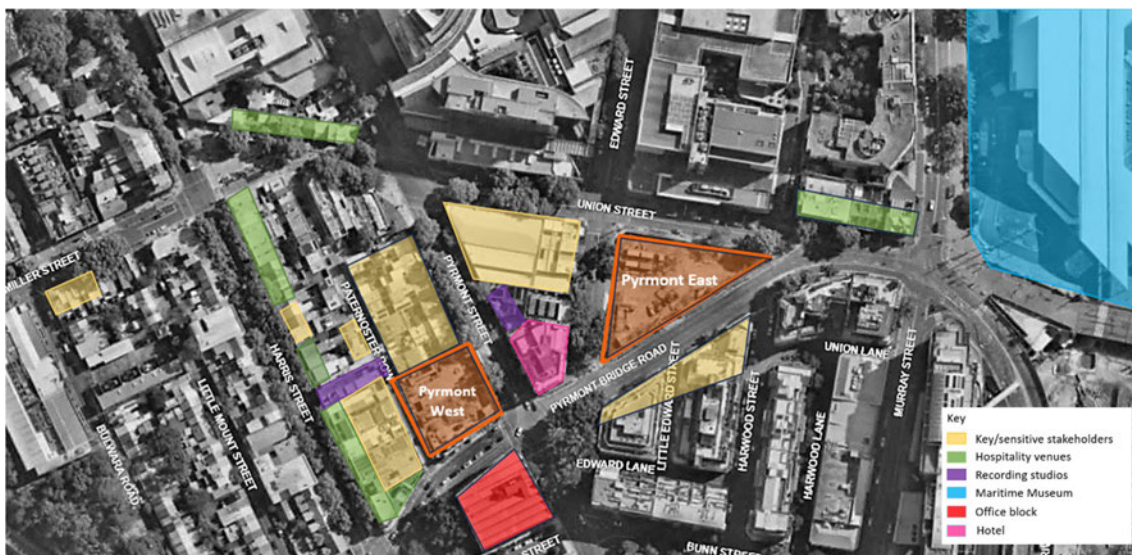 EDWARD STREET
UNION STREET
MILLER STREET
PYRMONT STREET
PATERNOSTER ROW
HARRIS STREET
LITTLE MOUNT STREET
BULWARA ROAD
Pyrmont East
Pyrmont
West
PYRMONT BRIDGE ROAD
UNION LANE
MURRAY STREET
LITTLE EDWARD STREET
HARWOOD STREET
HARWOOD LANE
EDWARD LANE
BUNN STREET
STREET
Key
Key/sensitive stakeholders
Hospitality venues
Recording studios
Maritime Museum
Office block
Hotel